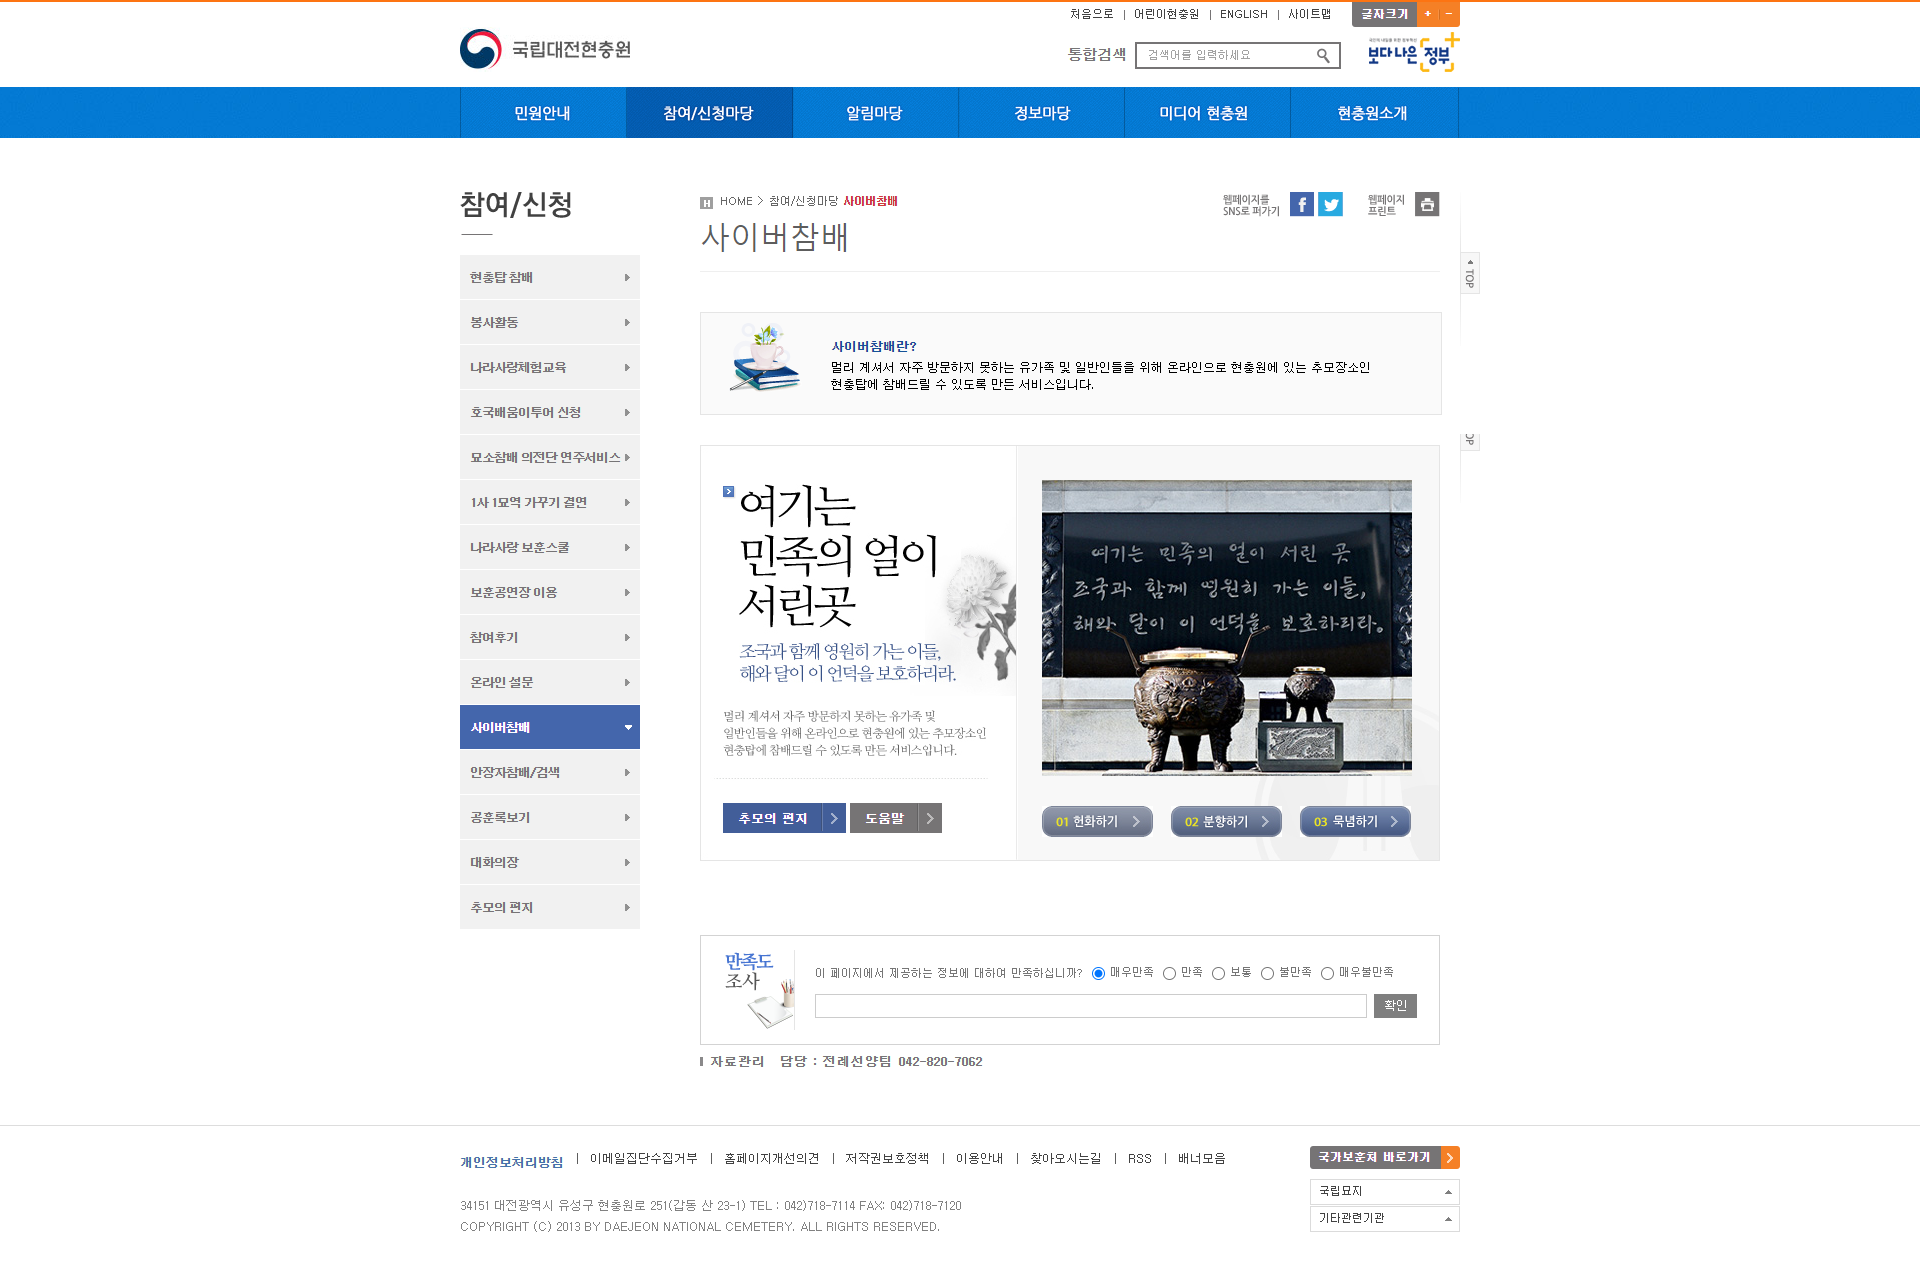 처음으로 | 어린이현충원 | ENGLISH | 사이트맵 글자크기 + -
국립대전현충원
통합검색 검색어를 입력하세요
보다나은 정부
민원안내 참여/신청마당 알림마당 정보마당 미디어 현충원 현충원소개
참여/신청
현충탑 참배
봉사활동
나라사랑체험교육
호국배움이투어 신청
묘소참배 의전단 연주서비스
1사 1묘역 가꾸기 결연
나라사랑 보훈스쿨
보훈공연장 이용
참여후기
온라인 설문
사이버참배
안장자참배/검색
공훈록보기
대화의장
추모의 편지
H HOME > 참여/신청마당 사이버참배
웹페이지를
SNS로 퍼가기
웹페이지
프린트
사이버참배
TOP
사이버참배란?
멀리 계셔서 자주 방문하지 못하는 유가족 및 일반인들을 위해 온라인으로 현충원에 있는 추모장소인
현충탑에 참배드릴 수 있도록 만든 서비스입니다.
OP
여기는
민족의 얼이
서린곳
조국과 함께 영원히 가는 이들,
해와 달이 이 언덕을 보호하리라.
멀리 계셔서 자주 방문하지 못하는 유가족 및
일반인들을 위해 온라인으로 현충원에 있는 추모장소인
현충탑에 참배드릴 수 있도록 만든 서비스입니다.
추모의 편지 도움말
여기는 민족의 얼이 서린 곳
조국과 함께 영원히 가는 이들,
해와 달이 이 언덕을 보호하리라.
01 헌화하기 02 분향하기 03 묵념하기
만족도
조사
이 페이지에서 제공하는 정보에 대하여 만족하십니까? 매우만족 만족 보통 불만족 매우불만족
확인
자료관리 담당 : 전례선양팀 042-820-7062
개인정보처리방침 | 이메일집단수집거부 | 홈페이지개선의견 | 저작권보호정책 | 이용안내 | 찾아오시는길 | RSS | 배너모음
국가보훈처 바로가기
국립묘지
기타관련기관
34151 대전광역시 유성구 현충원로 251(갑동 산 23-1) TEL : 042)718-7114 FAX: 042)718-7120
COPYRIGHT (C) 2013 BY DAEJEON NATIONAL CEMETERY. ALL RIGHTS RESERVED.